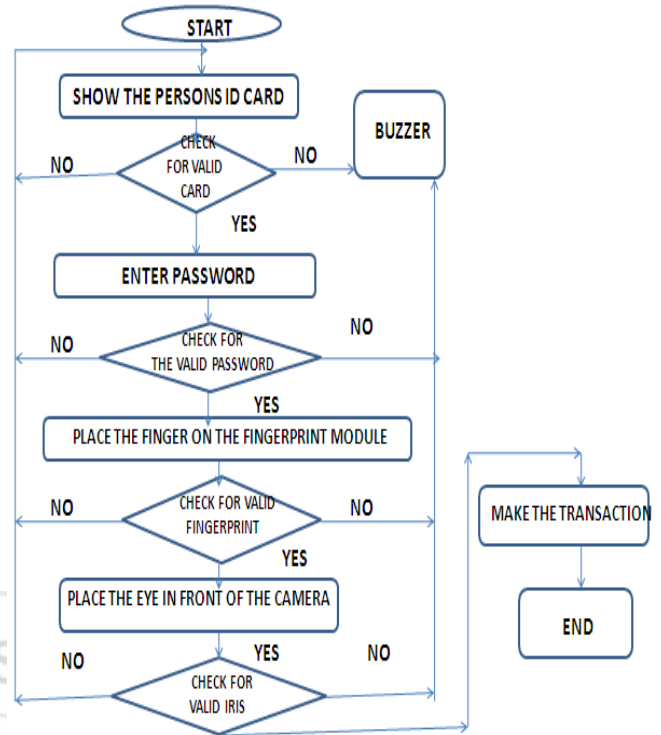 START
SHOW THE PERSONS ID CARD
BUZZER
CHECK
FOR VALID
CARD
NO
NO
YES
ENTER PASSWORD
NO
CHECK FOR
THE VALID PASSWORD
NO
YES
PLACE THE FINGER ON THE FINGERPRINT MODULE
NO
CHECK FOR VALID
FINGERPRINT
NO
YES
MAKE THE TRANSACTION
PLACE THE EYE IN FRONT OF THE CAMERA
END
NO
YES
NO
CHECK FOR
VALID IRIS